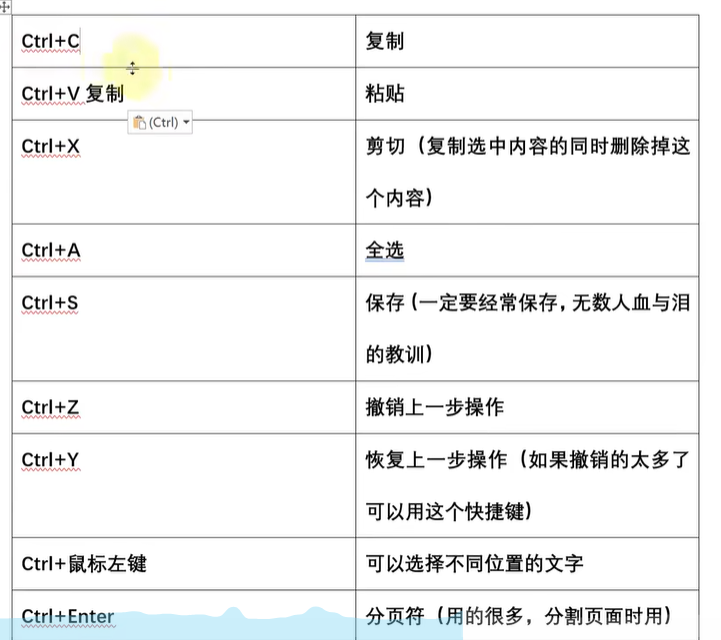 Ctrl+C 复制
Ctrl+V 复制 粘贴
(Ctrl)
Ctrl+X 剪切（复制选中内容的同时删除掉这
个内容）
Ctrl+A 全选
Ctrl+S 保存（一定要经常保存，无数人血与泪
的教训）
Ctrl+Z 撤销上一步操作
Ctrl+Y 恢复上一步操作（如果撤销的太多了
可以用这个快捷键）
Ctrl+鼠标左键 可以选择不同位置的文字
Ctrl+Enter 分页符（用的很多，分割页面时用）